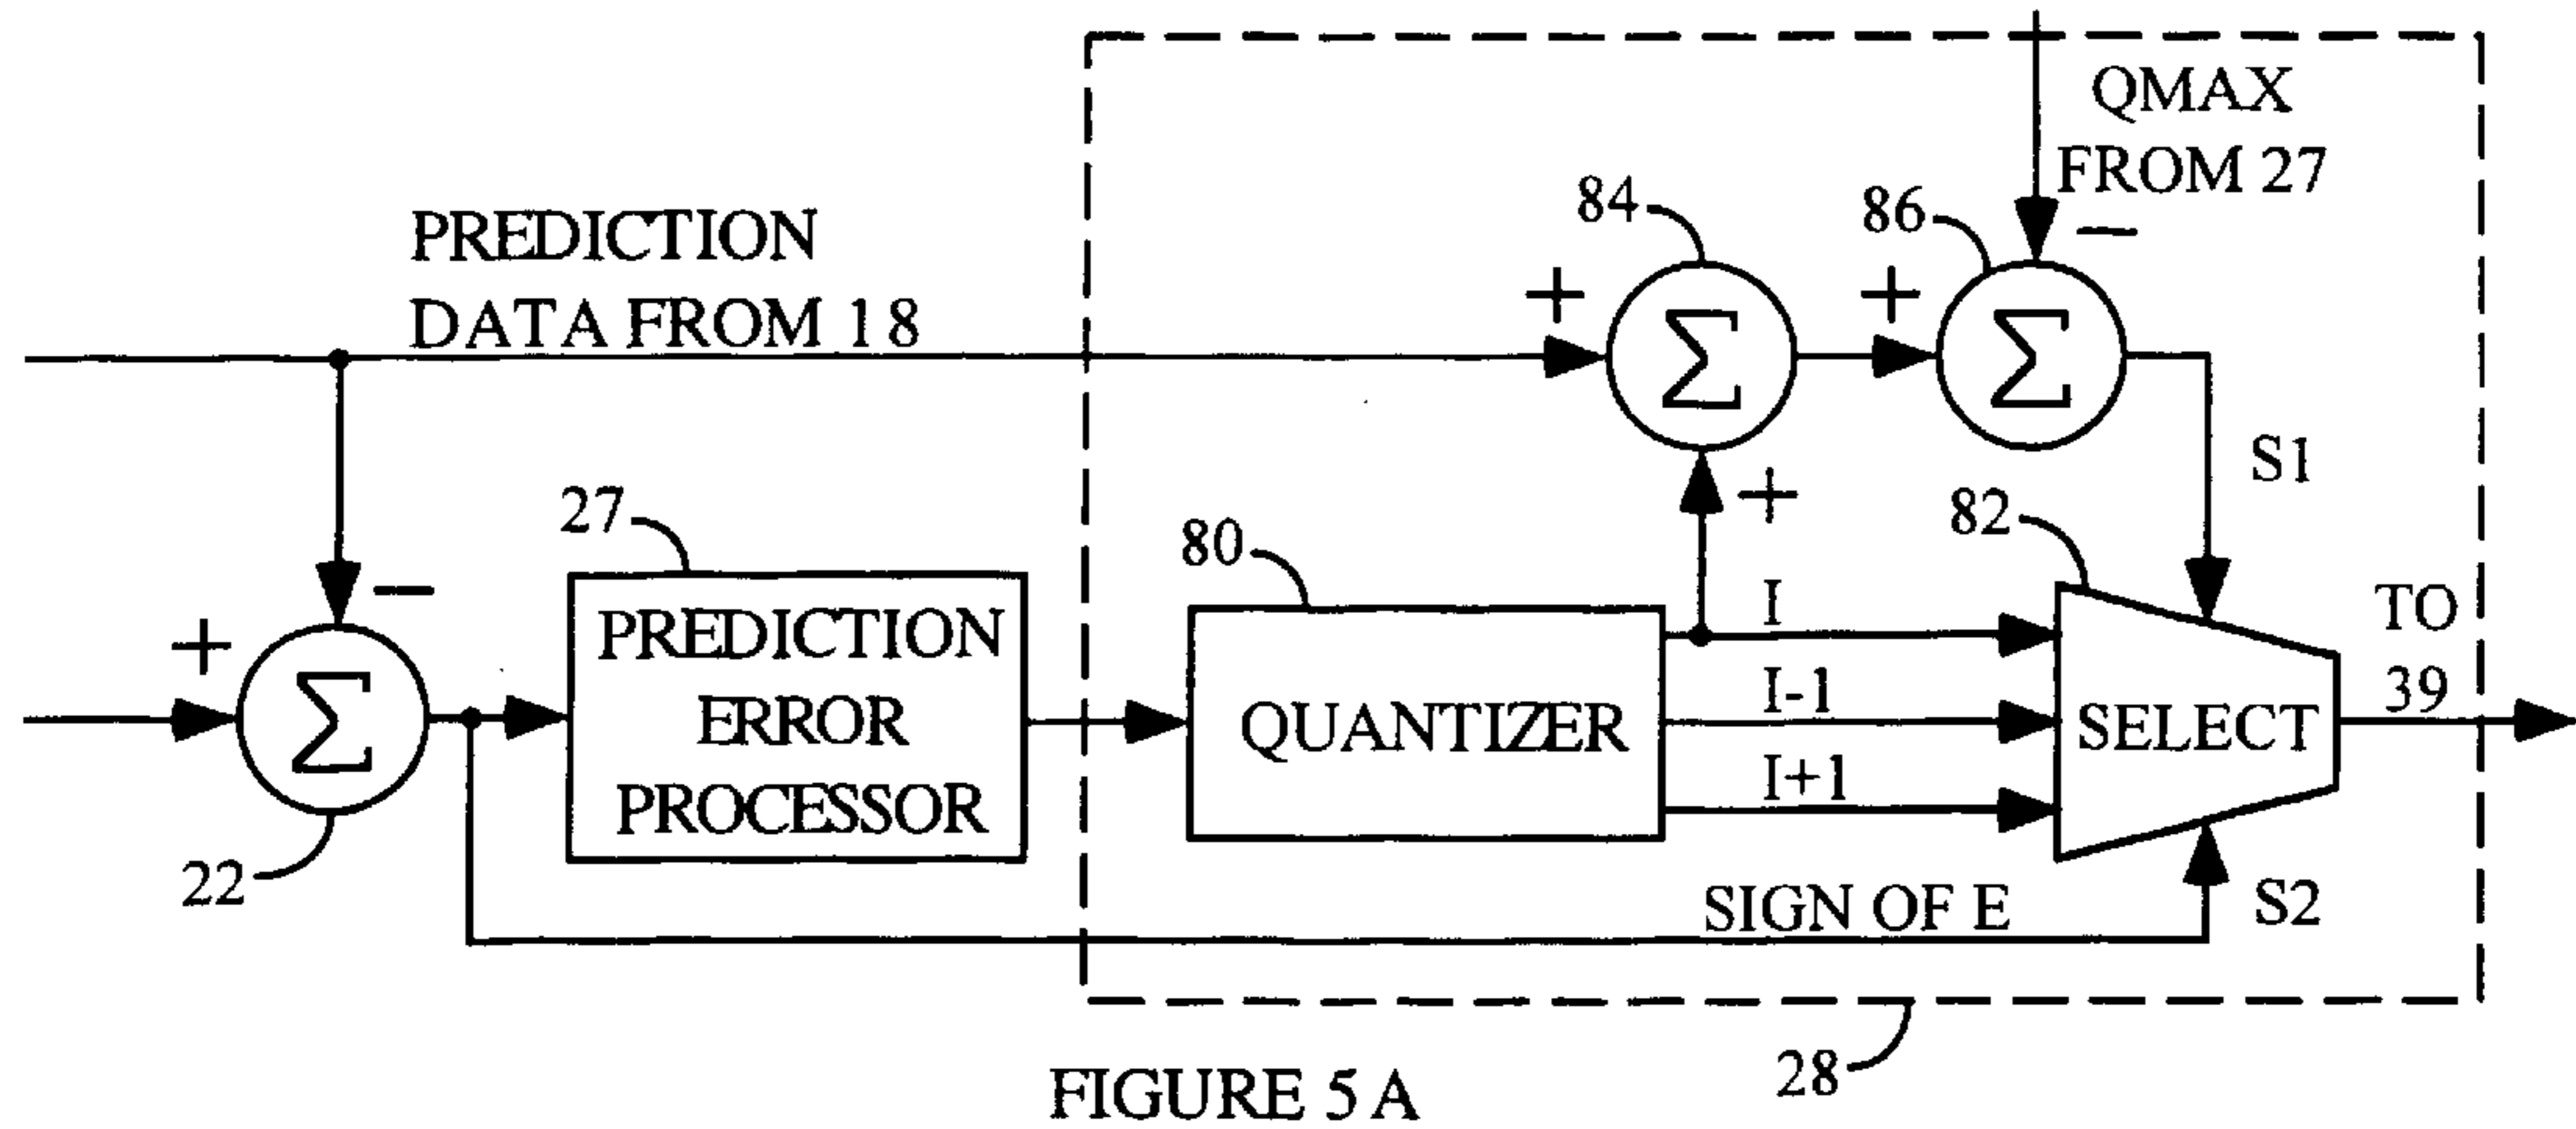 QMAX
FROM 27
84
86
PREDICTION
DATA FROM 18
+
+
−
Σ
Σ
S1
27
80
82
+
−
+
I
TO
39
PREDICTION
ERROR
PROCESSOR
Σ
QUANTIZER
I-1
SELECT
I+1
22
SIGN OF E
S2
28
FIGURE 5 A